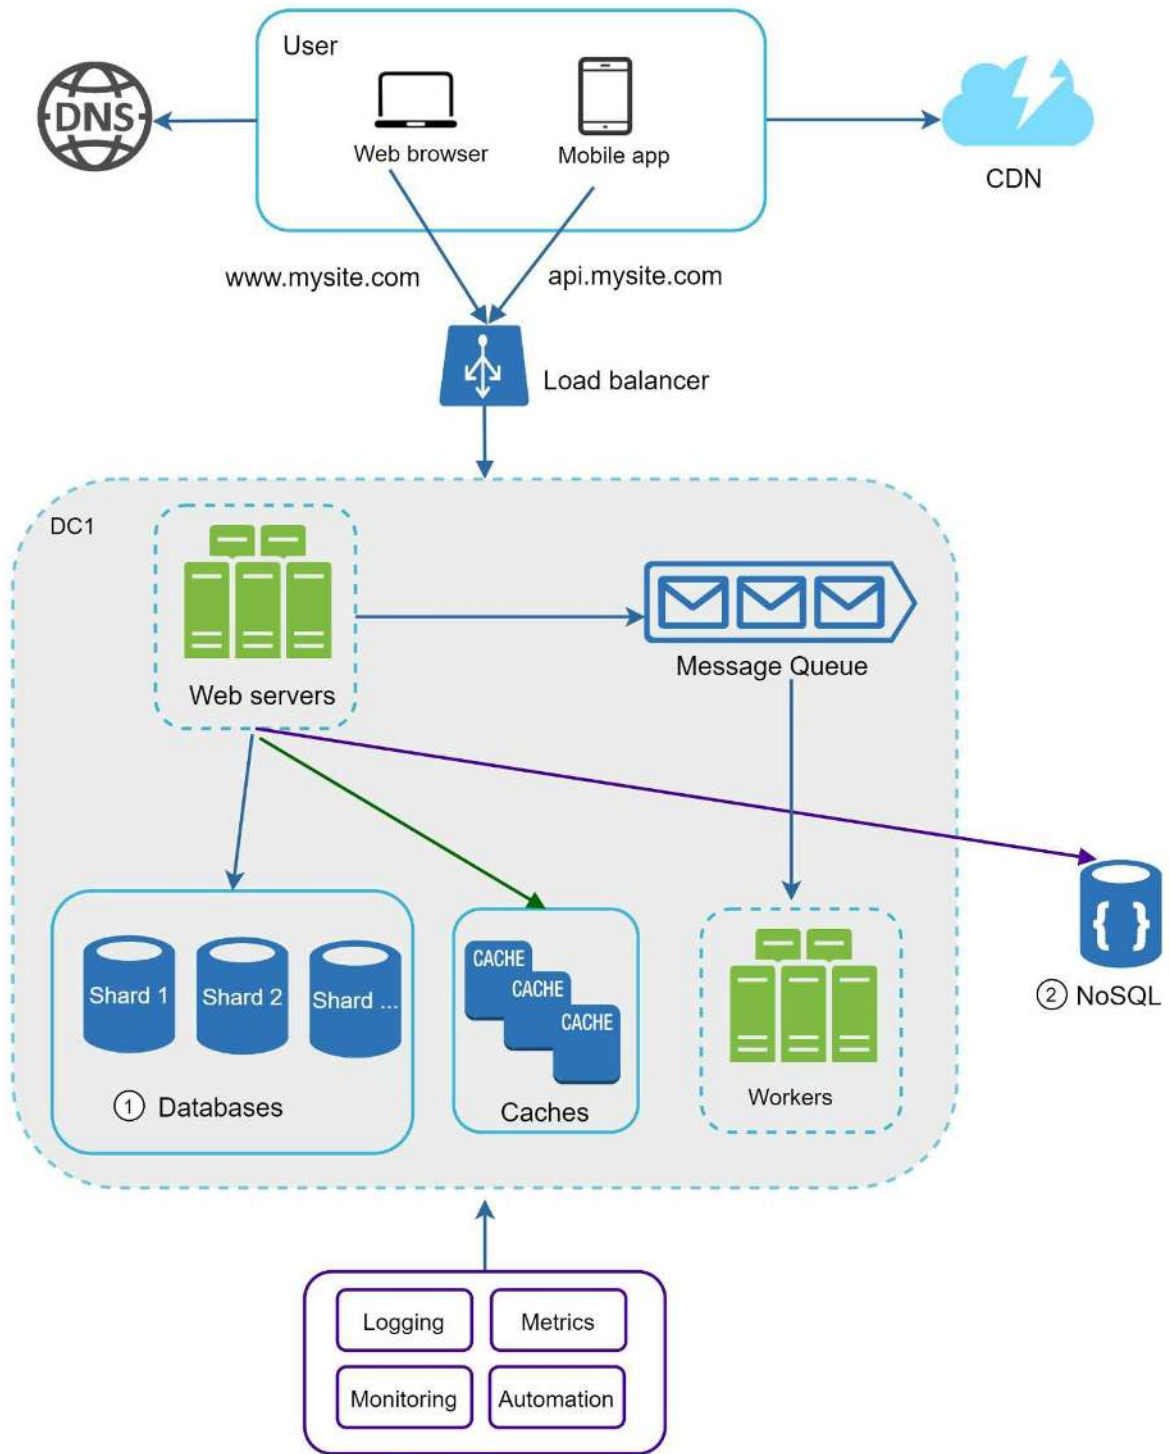 User
DNS
Web browser
Mobile app
CDN
www.mysite.com
api.mysite.com
Load balancer
DC1
Web servers
Message Queue
Shard 1
Shard 2
Shard ...
① Databases
CACHE
CACHE
CACHE
Caches
Workers
{ }
② NoSQL
Logging
Metrics
Monitoring
Automation